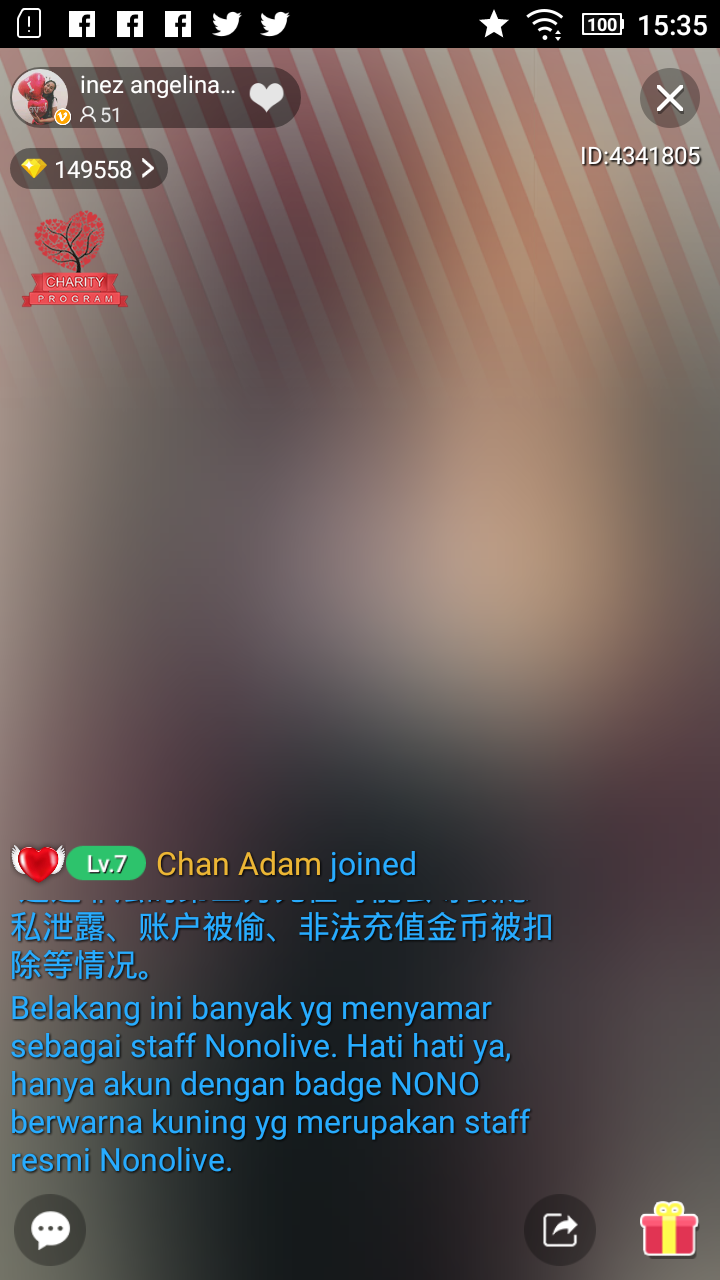 100 15:35
inez angelina...
51
149558
ID:4341805
CHARITY
PROGRAM
Lv.7 Chan Adam joined
私泄露、账户被偷、非法充值金币被扣
除等情况。
Belakang ini banyak yg menyamar
sebagai staff Nonolive. Hati hati ya,
hanya akun dengan badge NONO
berwarna kuning yg merupakan staff
resmi Nonolive.